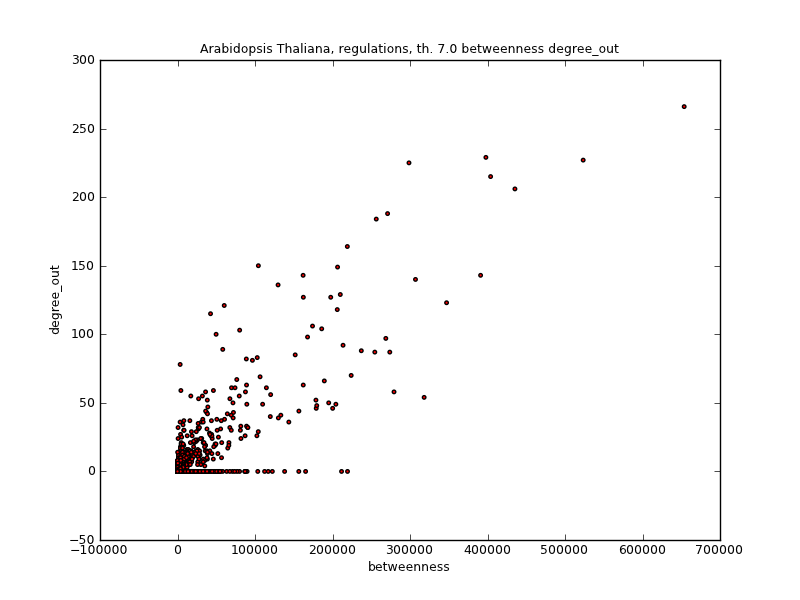 Arabidopsis Thaliana, regulations, th. 7.0 betweenness degree_out
300
250
200
150
100
50
0
−50
degree_out
−100000 0 100000 200000 300000 400000 500000 600000 700000
betweenness